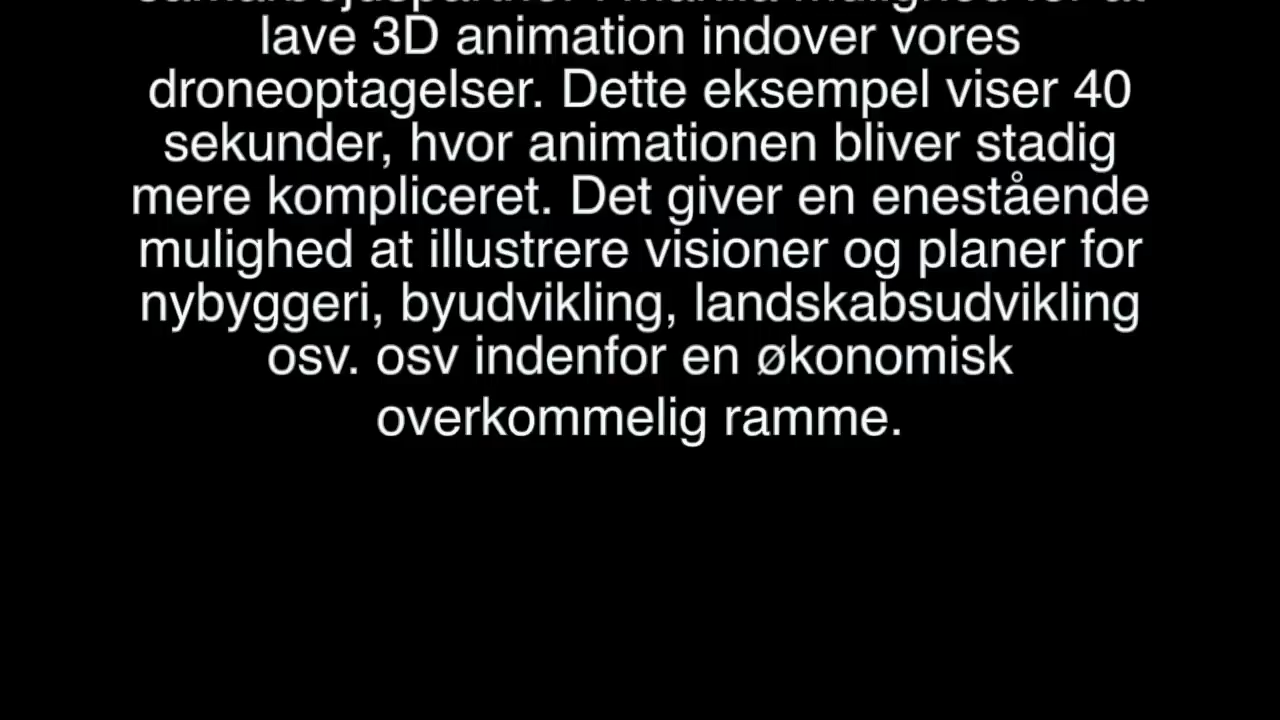 lave 3D animation indover vores
droneoptagelser. Dette eksempel viser 40
sekunder, hvor animationen bliver stadig
mere kompliceret. Det giver en enestående
mulighed at illustrere visioner og planer for
nybyggeri, byudvikling, landskabsudvikling
osv. osv indenfor en økonomisk
overkommelig ramme.